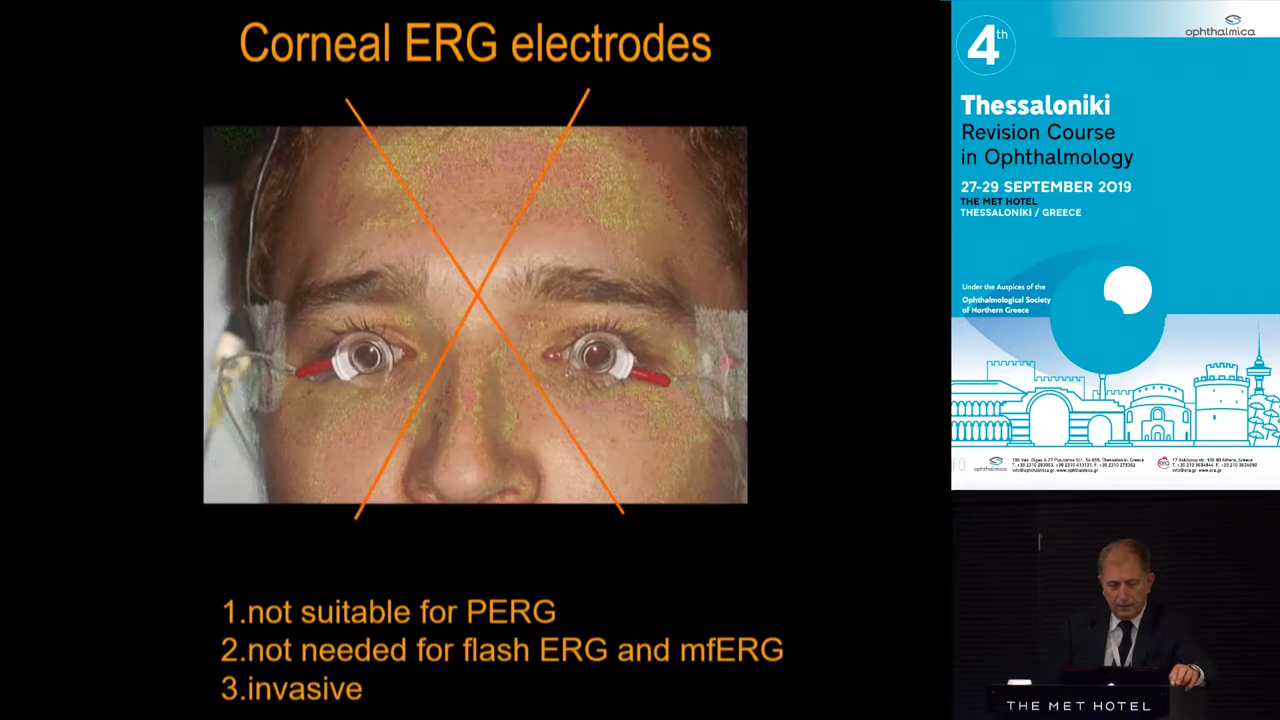 Corneal ERG electrodes
1.not suitable for PERG
2.not needed for flash ERG and mfERG
3.invasive
ophthalmica
4th
Thessaloniki
Revision Course
in Ophthalmology
27-29 SEPTEMBER 2019
THE MET HOTEL
THESSALONIKI / GREECE
Under the Auspices of the
Ophthalmological Society
of Northern Greece
ophthalmica
THE MET HOTEL